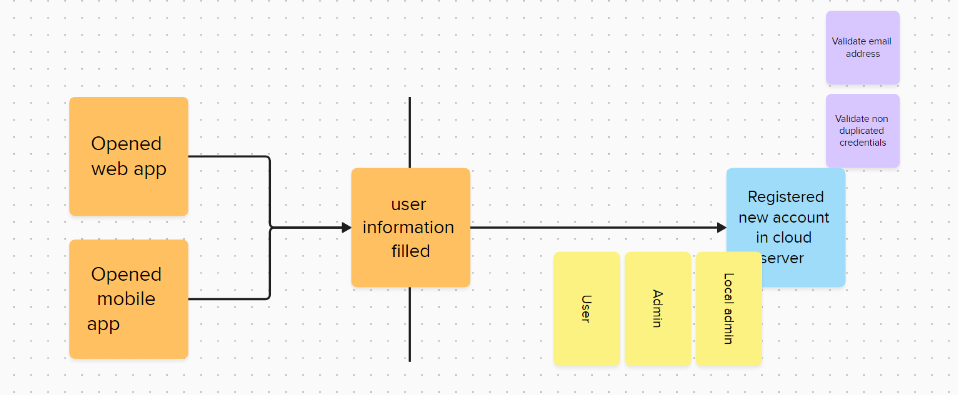 Opened
web app
Opened
mobile
app
user
information
filled
Registered
new account
in cloud
server
User
Admin
Local admin
Validate email
address
Validate non
duplicated
credentials